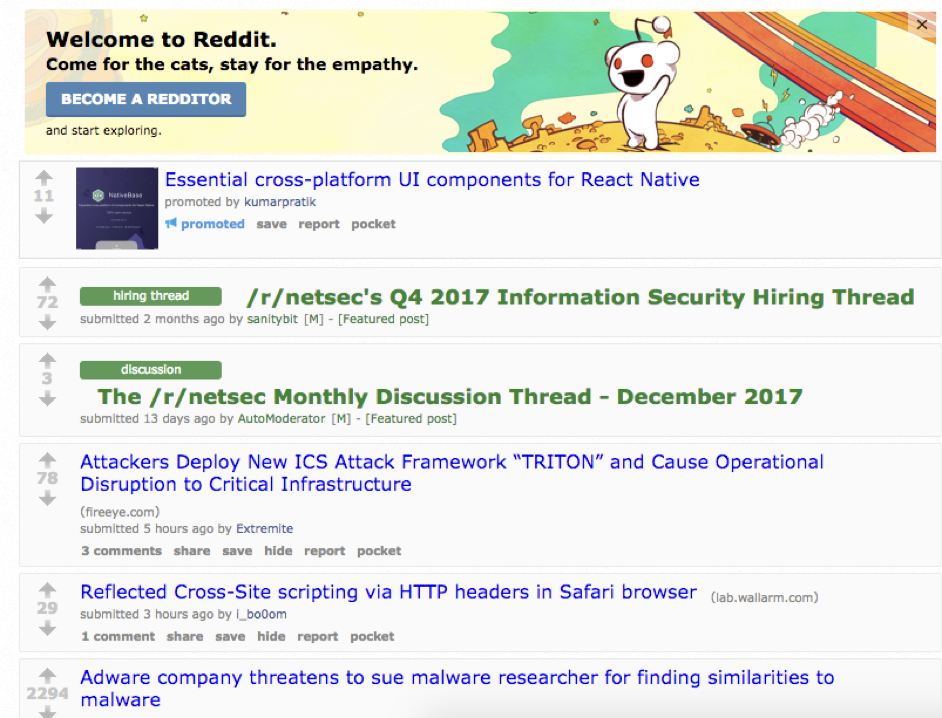 Welcome to Reddit.
Come for the cats, stay for the empathy.
BECOME A REDDITOR
and start exploring.
×
11
NativeBase
Essential cross-platform UI components for React Native
promoted by kumarpratik
promoted save report pocket
72
hiring thread /r/netsec's Q4 2017 Information Security Hiring Thread
submitted 2 months ago by sanitybit [M] - [Featured post]
3
discussion
The /r/netsec Monthly Discussion Thread - December 2017
submitted 13 days ago by AutoModerator [M] - [Featured post]
78
Attackers Deploy New ICS Attack Framework “TRITON” and Cause Operational
Disruption to Critical Infrastructure
(fireeye.com)
submitted 5 hours ago by Extremite
3 comments share save hide report pocket
29
Reflected Cross-Site scripting via HTTP headers in Safari browser (lab.wallarm.com)
submitted 3 hours ago by i_bo0om
1 comment share save hide report pocket
2294
Adware company threatens to sue malware researcher for finding similarities to
malware